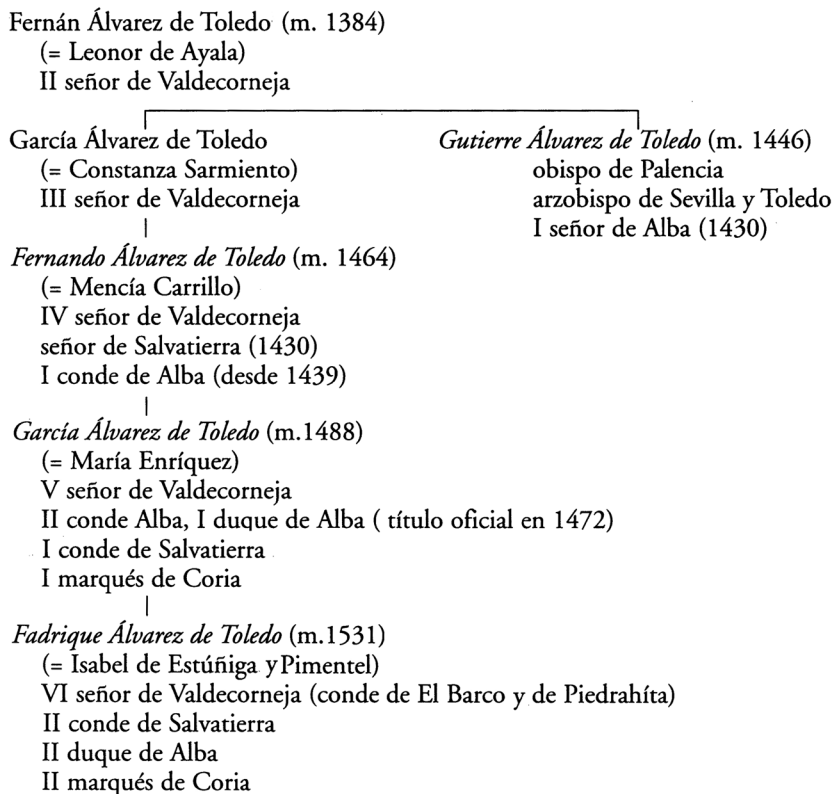 Fernán Álvarez de Toledo (m. 1384)
(= Leonor de Ayala)
II señor de Valdecorneja
García Álvarez de Toledo
(= Constanza Sarmiento)
III señor de Valdecorneja
Gutierre Álvarez de Toledo (m. 1446)
obispo de Palencia
arzobispo de Sevilla y Toledo
I señor de Alba (1430)
Fernando Álvarez de Toledo (m. 1464)
(= Mencía Carrillo)
IV señor de Valdecorneja
señor de Salvatierra (1430)
I conde de Alba (desde 1439)
García Álvarez de Toledo (m.1488)
(= María Enríquez)
V señor de Valdecorneja
II conde Alba, I duque de Alba ( título oficial en 1472)
I conde de Salvatierra
I marqués de Coria
Fadrique Álvarez de Toledo (m.1531)
(= Isabel de Estúñiga y Pimentel)
VI señor de Valdecorneja (conde de El Barco y de Piedrahíta)
II conde de Salvatierra
II duque de Alba
II marqués de Coria